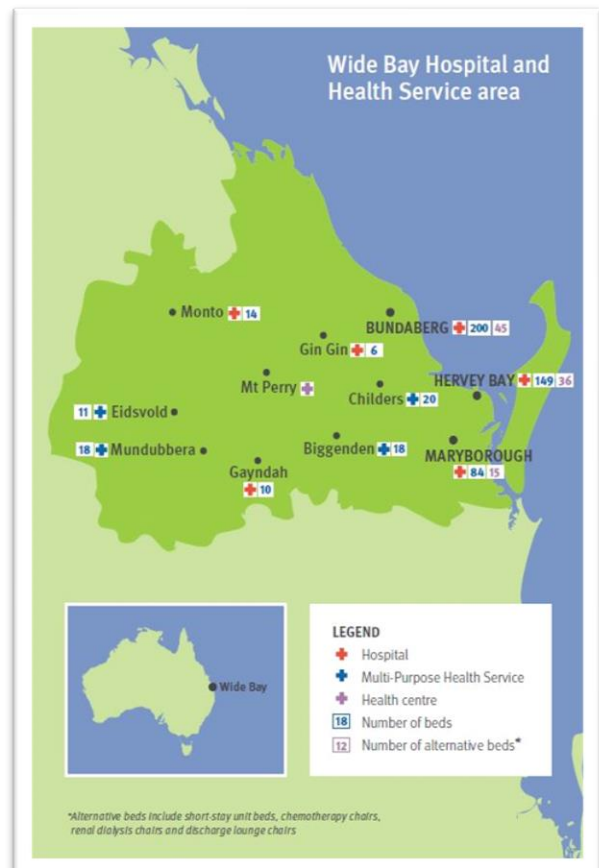 Wide Bay Hospital and
Health Service area
Monto 14
BUNDABERG 200 45
Gin Gin 6
HERVEY BAY 149 36
Mt Perry
Childers 20
11 Eidsvold
18 Mundubbera
Biggenden 18
MARYBOROUGH
84 15
Gayndah
10
Wide Bay
LEGEND
Hospital
Multi-Purpose Health Service
Health centre
18 Number of beds
12 Number of alternative beds*
*Alternative beds include short-stay unit beds, chemotherapy chairs,
renal dialysis chairs and discharge lounge chairs